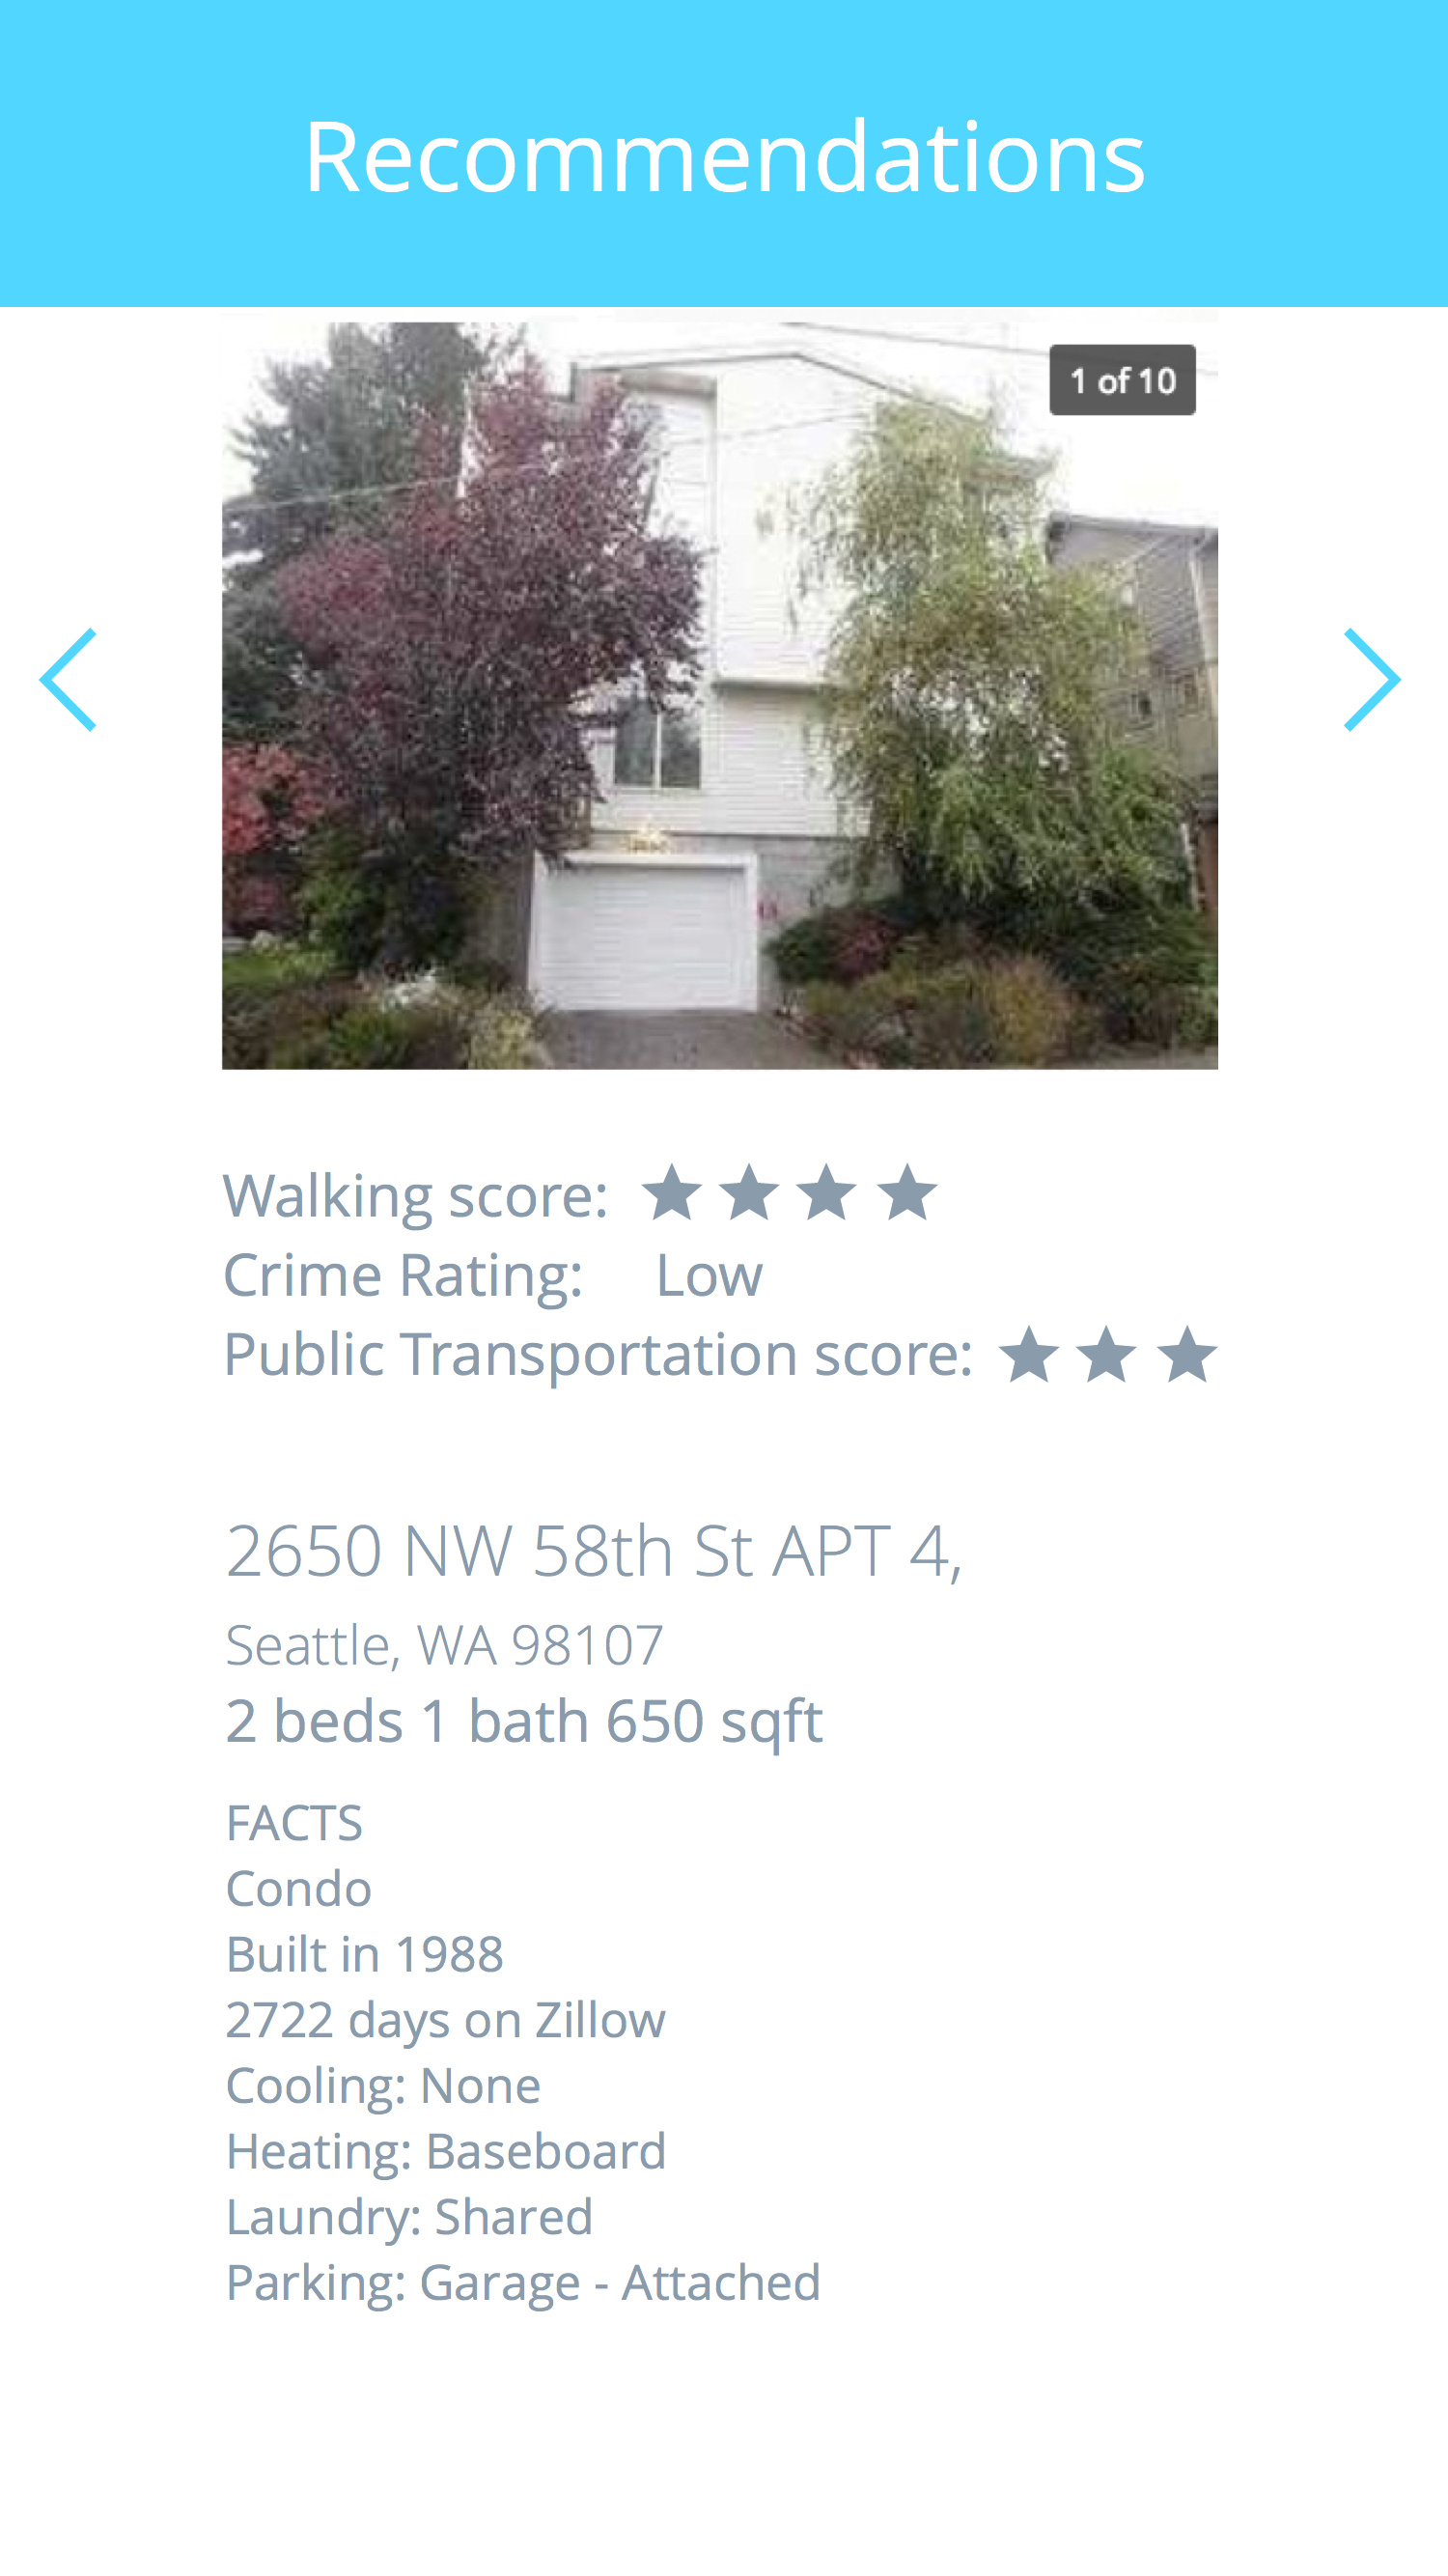 Recommendations
1 of 10
Walking score: ★ ★ ★ ★
Crime Rating: Low
Public Transportation score: ★ ★ ★
2650 NW 58th St APT 4,
Seattle, WA 98107
2 beds 1 bath 650 sqft
FACTS
Condo
Built in 1988
2722 days on Zillow
Cooling: None
Heating: Baseboard
Laundry: Shared
Parking: Garage - Attached